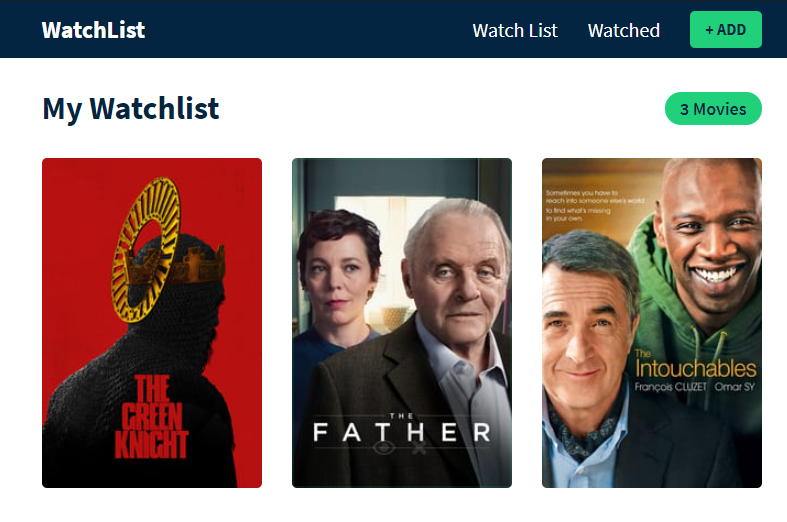 WatchList
Watch List
Watched
+ ADD
My Watchlist
3 Movies
THE
GREEN
KNIGHT
THE
FATHER
Sometimes you have to
reach into someone else's world
to find what's missing
in your own.
The
Intouchables
François CLUZET Omar SY